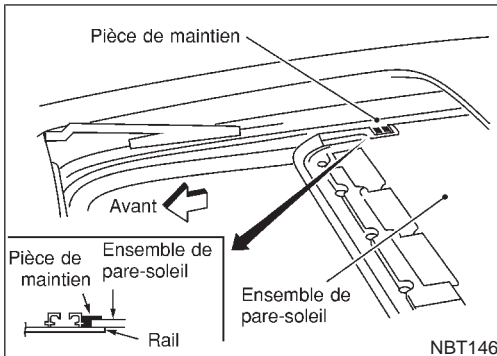 Pièce de maintien
Avant
Pièce de
maintien
Ensemble de
pare-soleil
Rail
Ensemble de
pare-soleil
NBT146